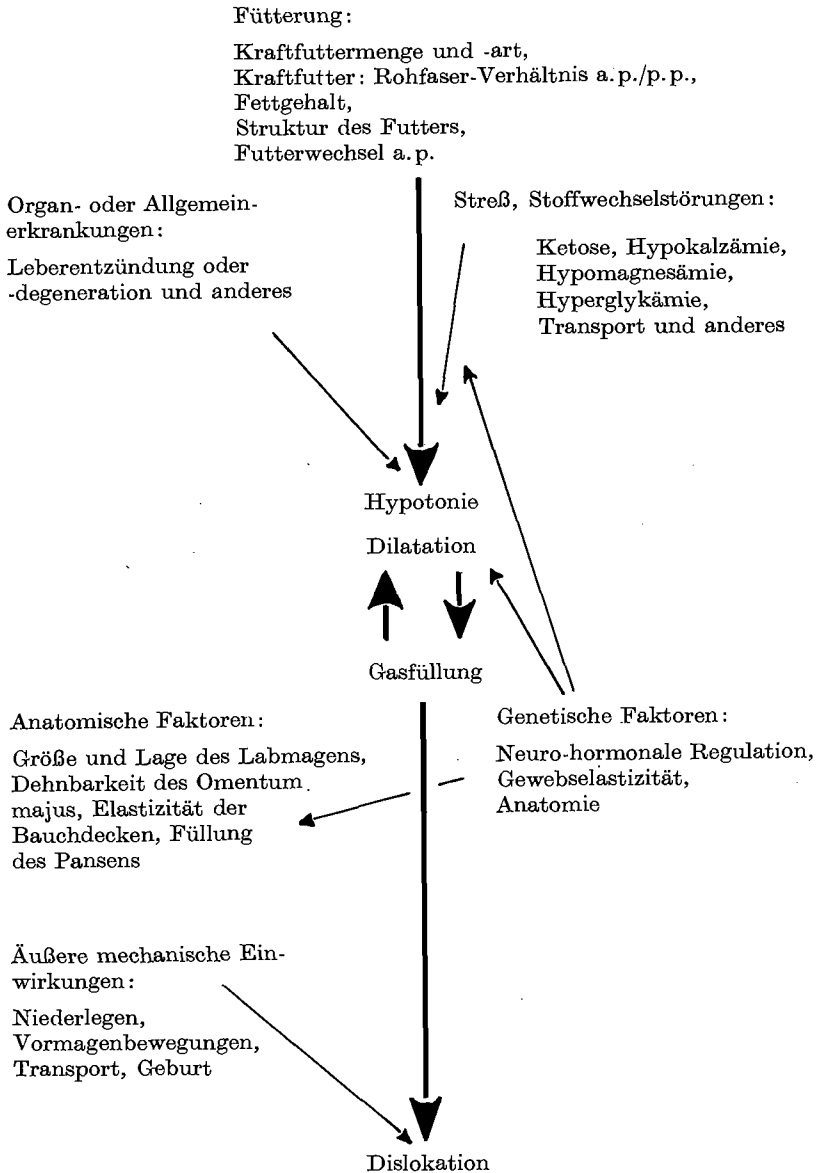 Fütterung:
Kraftfuttermenge und -art,
Kraftfutter: Rohfaser-Verhältnis a.p./p.p.,
Fettgehalt,
Struktur des Futters,
Futterwechsel a.p.
Organ- oder Allgemein-
erkrankungen:
Leberentzündung oder
-degeneration und anderes
Streß, Stoffwechselstörungen:
Ketose, Hypokalzämie,
Hypomagnesämie,
Hyperglykämie,
Transport und anderes
Hypotonie
Dilatation
Gasfüllung
Anatomische Faktoren:
Größe und Lage des Labmagens,
Dehnbarkeit des Omentum
majus, Elastizität der
Bauchdecken, Füllung
des Pansens
Genetische Faktoren:
Neuro-hormonale Regulation,
Gewebselastizität,
Anatomie
Äußere mechanische Ein-
wirkungen:
Niederlegen,
Vormagenbewegungen,
Transport, Geburt
Dislokation